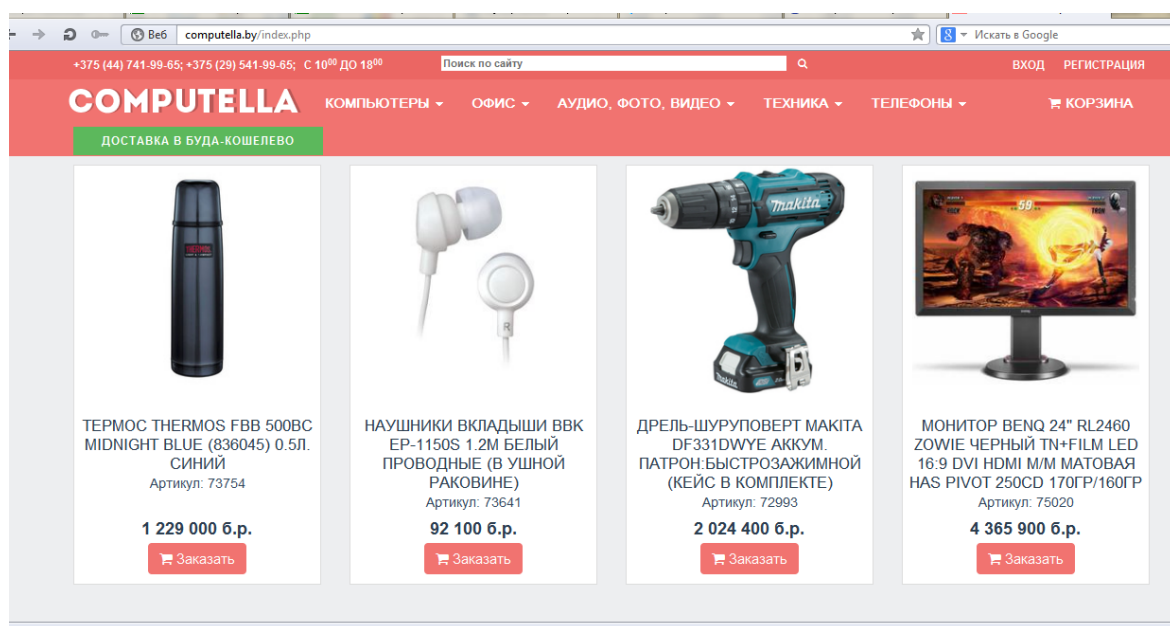 Веб computella.by/index.php
Искать в Google
+375 (44) 741-99-65; +375 (29) 541-99-65; С 10⁰⁰ ДО 18⁰⁰
Поиск по сайту
ВХОД РЕГИСТРАЦИЯ
COMPUTELLA
КОМПЬЮТЕРЫ ОФИС АУДИО, ФОТО, ВИДЕО ТЕХНИКА ТЕЛЕФОНЫ
КОРЗИНА
ДОСТАВКА В БУДА-КОШЕЛЕВО
THERMOS
ТЕРМОС THERMOS FBB 500BC
MIDNIGHT BLUE (836045) 0.5Л.
СИНИЙ
Артикул: 73754
1 229 000 б.р.
Заказать
R
НАУШНИКИ ВКЛАДЫШИ BBK
EP-1150S 1.2М БЕЛЫЙ
ПРОВОДНЫЕ (В УШНОЙ
РАКОВИНЕ)
Артикул: 73641
92 100 б.р.
Заказать
makita
makita
ДРЕЛЬ-ШУРУПОВЕРТ MAKITA
DF331DWYE АККУМ.
ПАТРОН:БЫСТРОЗАЖИМНОЙ
(КЕЙС В КОМПЛЕКТЕ)
Артикул: 72993
2 024 400 б.р.
Заказать
59
МОНИТОР BENQ 24" RL2460
ZOWIE ЧЕРНЫЙ TN+FILM LED
16:9 DVI HDMI M/M МАТОВАЯ
HAS PIVOT 250CD 170ГР/160ГР
Артикул: 75020
4 365 900 б.р.
Заказать